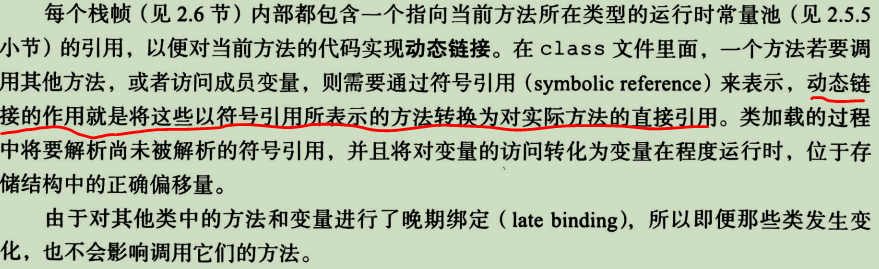 每个栈帧（见 2.6 节）内部都包含一个指向当前方法所在类型的运行时常量池（见 2.5.5
小节）的引用，以便对当前方法的代码实现动态链接。在 class 文件里面，一个方法若要调
用其他方法，或者访问成员变量，则需要通过符号引用（symbolic reference）来表示，动态链
接的作用就是将这些以符号引用所表示的方法转换为对实际方法的直接引用。类加载的过程
中将要解析尚未被解析的符号引用，并且将对变量的访问转化为变量在程度运行时，位于存
储结构中的正确偏移量。
由于对其他类中的方法和变量进行了晚期绑定（late binding），所以即便那些类发生变
化，也不会影响调用它们的方法。